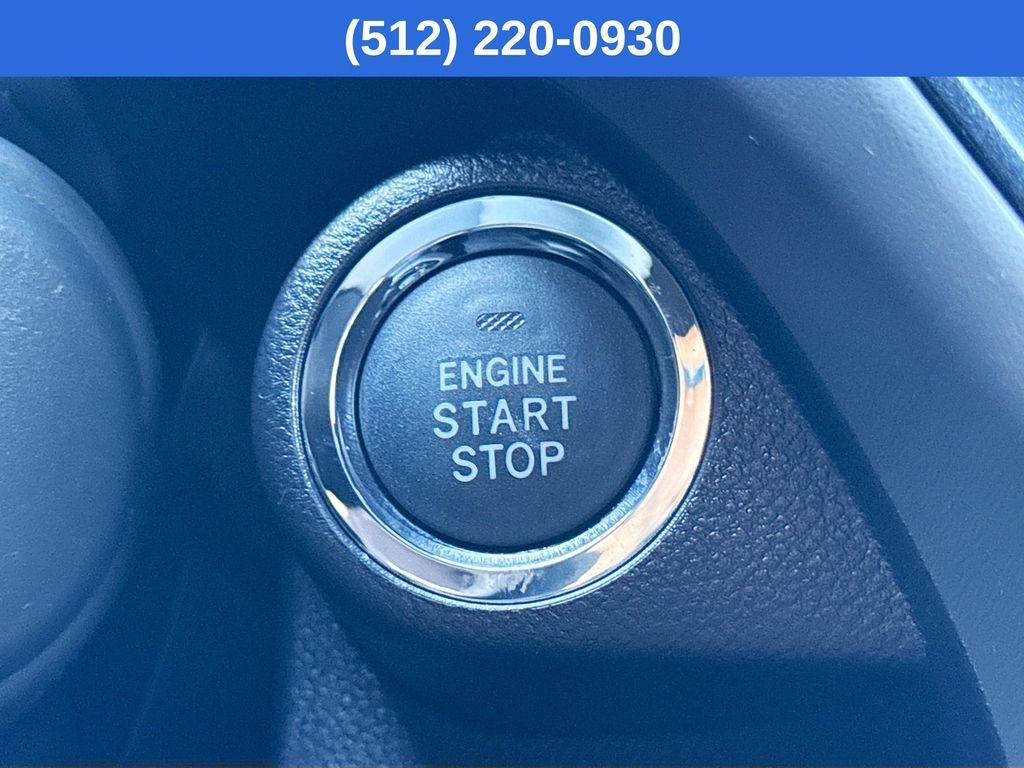 (512) 220-0930
ENGINE
START
STOP